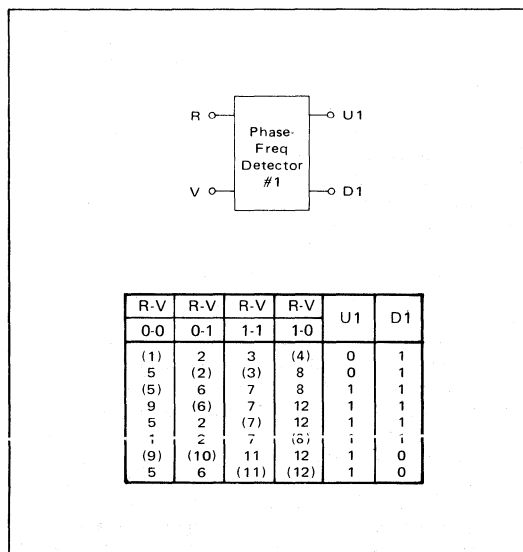 R U1
Phase-
Freq
Detector
#1
V D1
R-V R-V R-V R-V U1 D1
0-0 0-1 1-1 1-0
(1) 2 3 (4) 0 1
5 (2) (3) 8 0 1
(5) 6 7 8 1 1
9 (6) 7 12 1 1
5 2 (7) 12 1 1
1 2 7 (8) 1 1
(9) (10) 11 12 1 0
5 6 (11) (12) 1 0